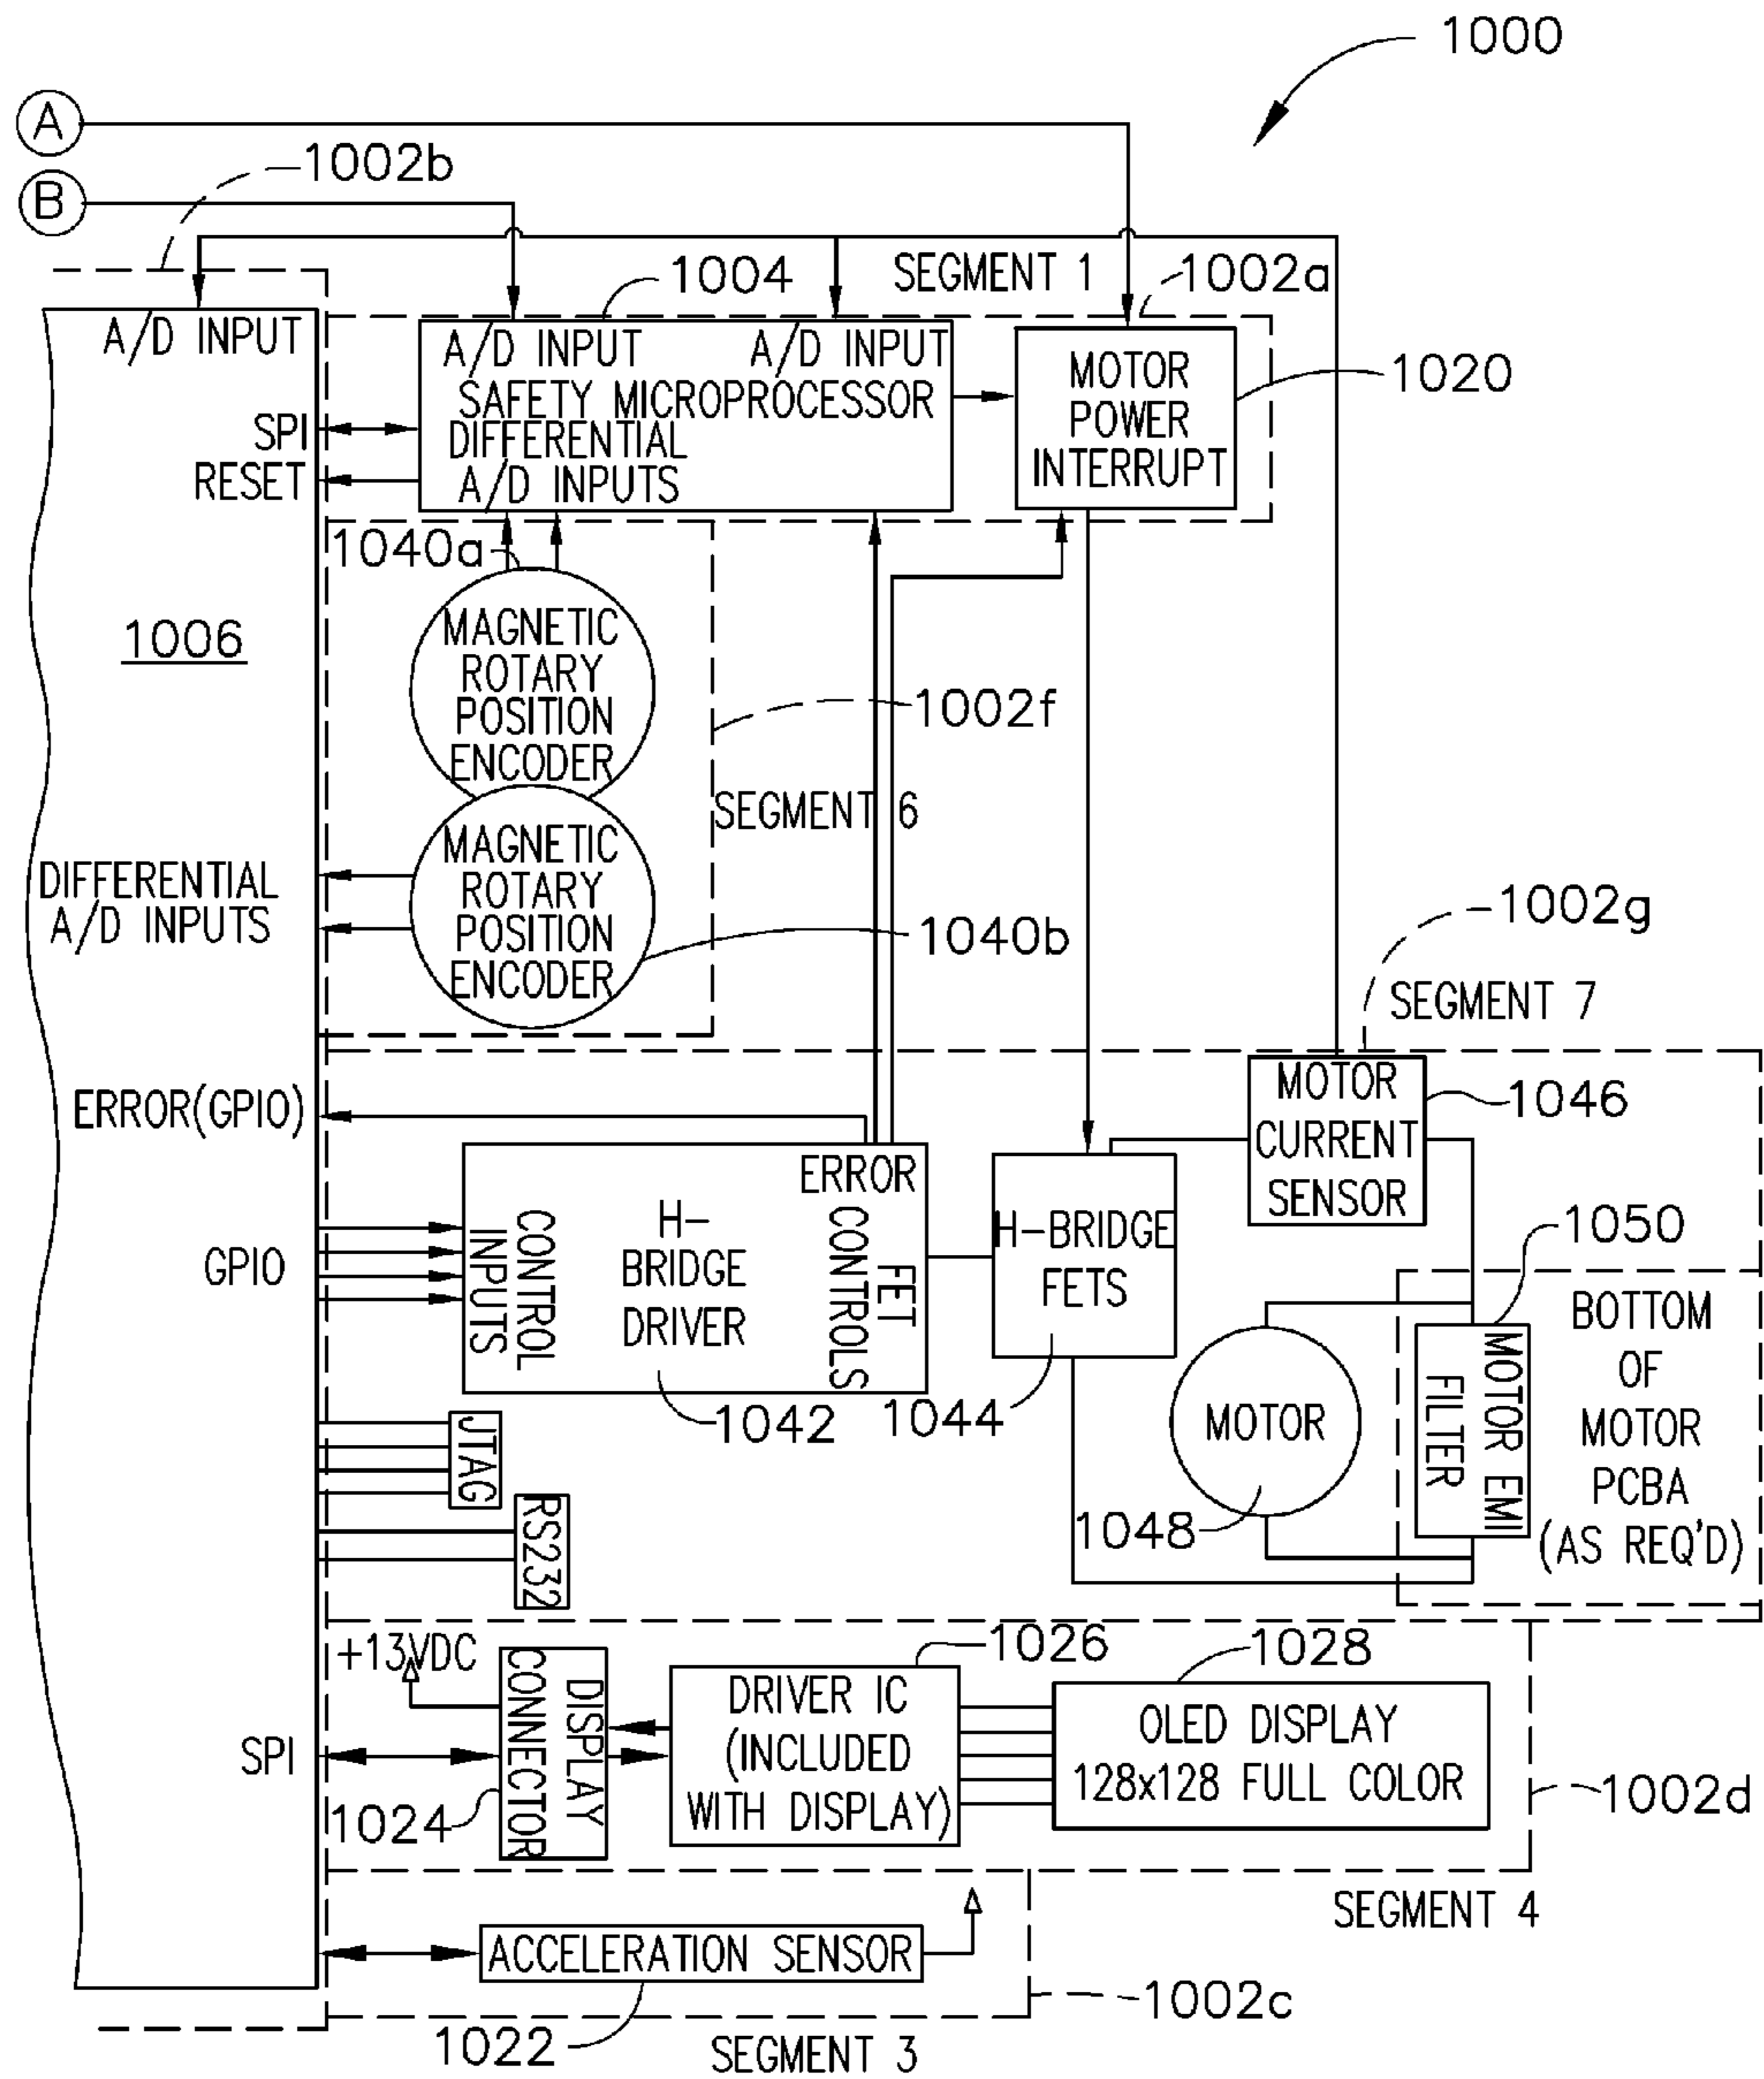 1000
A
1002b
B
1004
SEGMENT 1
1002a
A/D INPUT
A/D INPUT
A/D INPUT
SAFETY MICROPROCESSOR
DIFFERENTIAL
A/D INPUTS
MOTOR
POWER
INTERRUPT
1020
SPI
RESET
1040a
1006
MAGNETIC
ROTARY
POSITION
ENCODER
1002f
SEGMENT 6
MAGNETIC
ROTARY
POSITION
ENCODER
DIFFERENTIAL
A/D INPUTS
1040b
1002g
SEGMENT 7
ERROR(GPIO)
MOTOR
CURRENT
SENSOR
1046
GPIO
CONTROL
INPUTS
H-
BRIDGE
DRIVER
ERROR
FET
CONTROLS
1042
H-BRIDGE
FETS
1044
1050
MOTOR
1048
MOTOR EMI
FILTER
BOTTOM
OF
MOTOR
PCBA
(AS REQ'D)
JTAG
RS232
+13VDC
SPI
DISPLAY
CONNECTOR
1024
1026
DRIVER IC
(INCLUDED
WITH DISPLAY)
1028
OLED DISPLAY
128x128 FULL COLOR
1002d
SEGMENT 4
ACCELERATION SENSOR
1002c
1022
SEGMENT 3